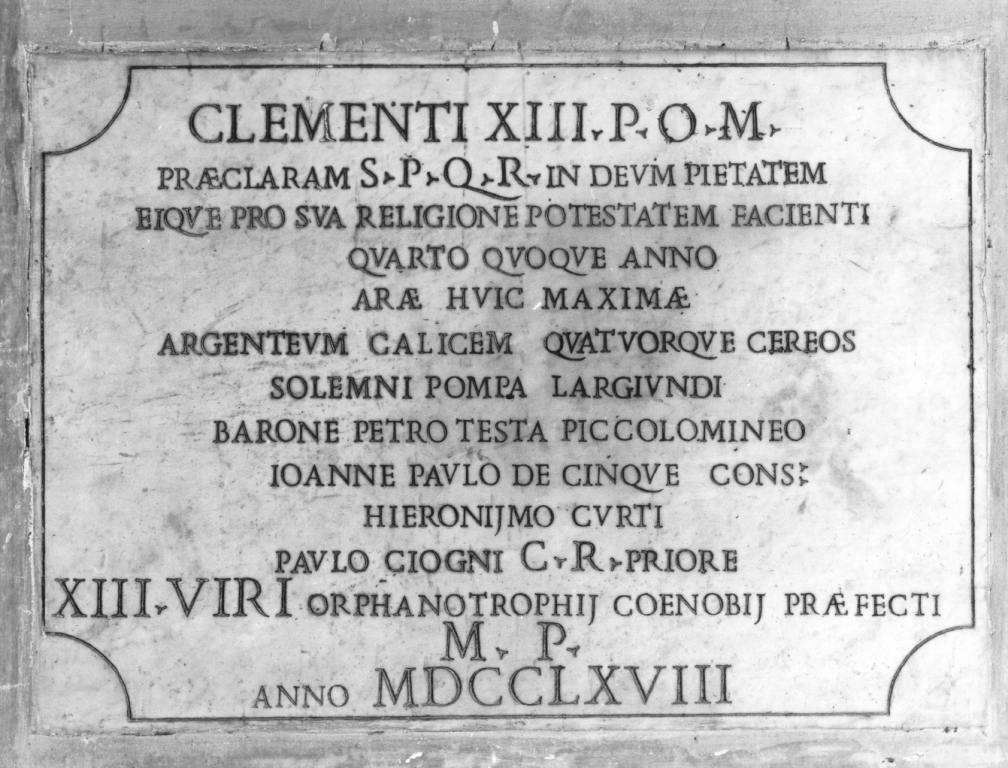 CLEMENTI XIII. P. O. M.
PRÆCLARAM S. P. Q. R. IN DEVM PIETATEM
EIQVE PRO SVA RELIGIONE POTESTATEM FACIENTI
QVARTO QVOQVE ANNO
ARÆ HVIC MAXIMÆ
ARGENTEVM CALICEM QVATVORQVE CEREOS
SOLEMNI POMPA LARGIVNDI
BARONE PETRO TESTA PICCOLOMINEO
IOANNE PAVLO DE CINQVE CONS:
HIERONIJMO CVRTI
PAVLO CIOGNI C. R. PRIORE
XIII. VIRI ORPHANOTROPHIJ COENOBIJ PRÆFECTI
M. P.
ANNO MDCCLXVIII